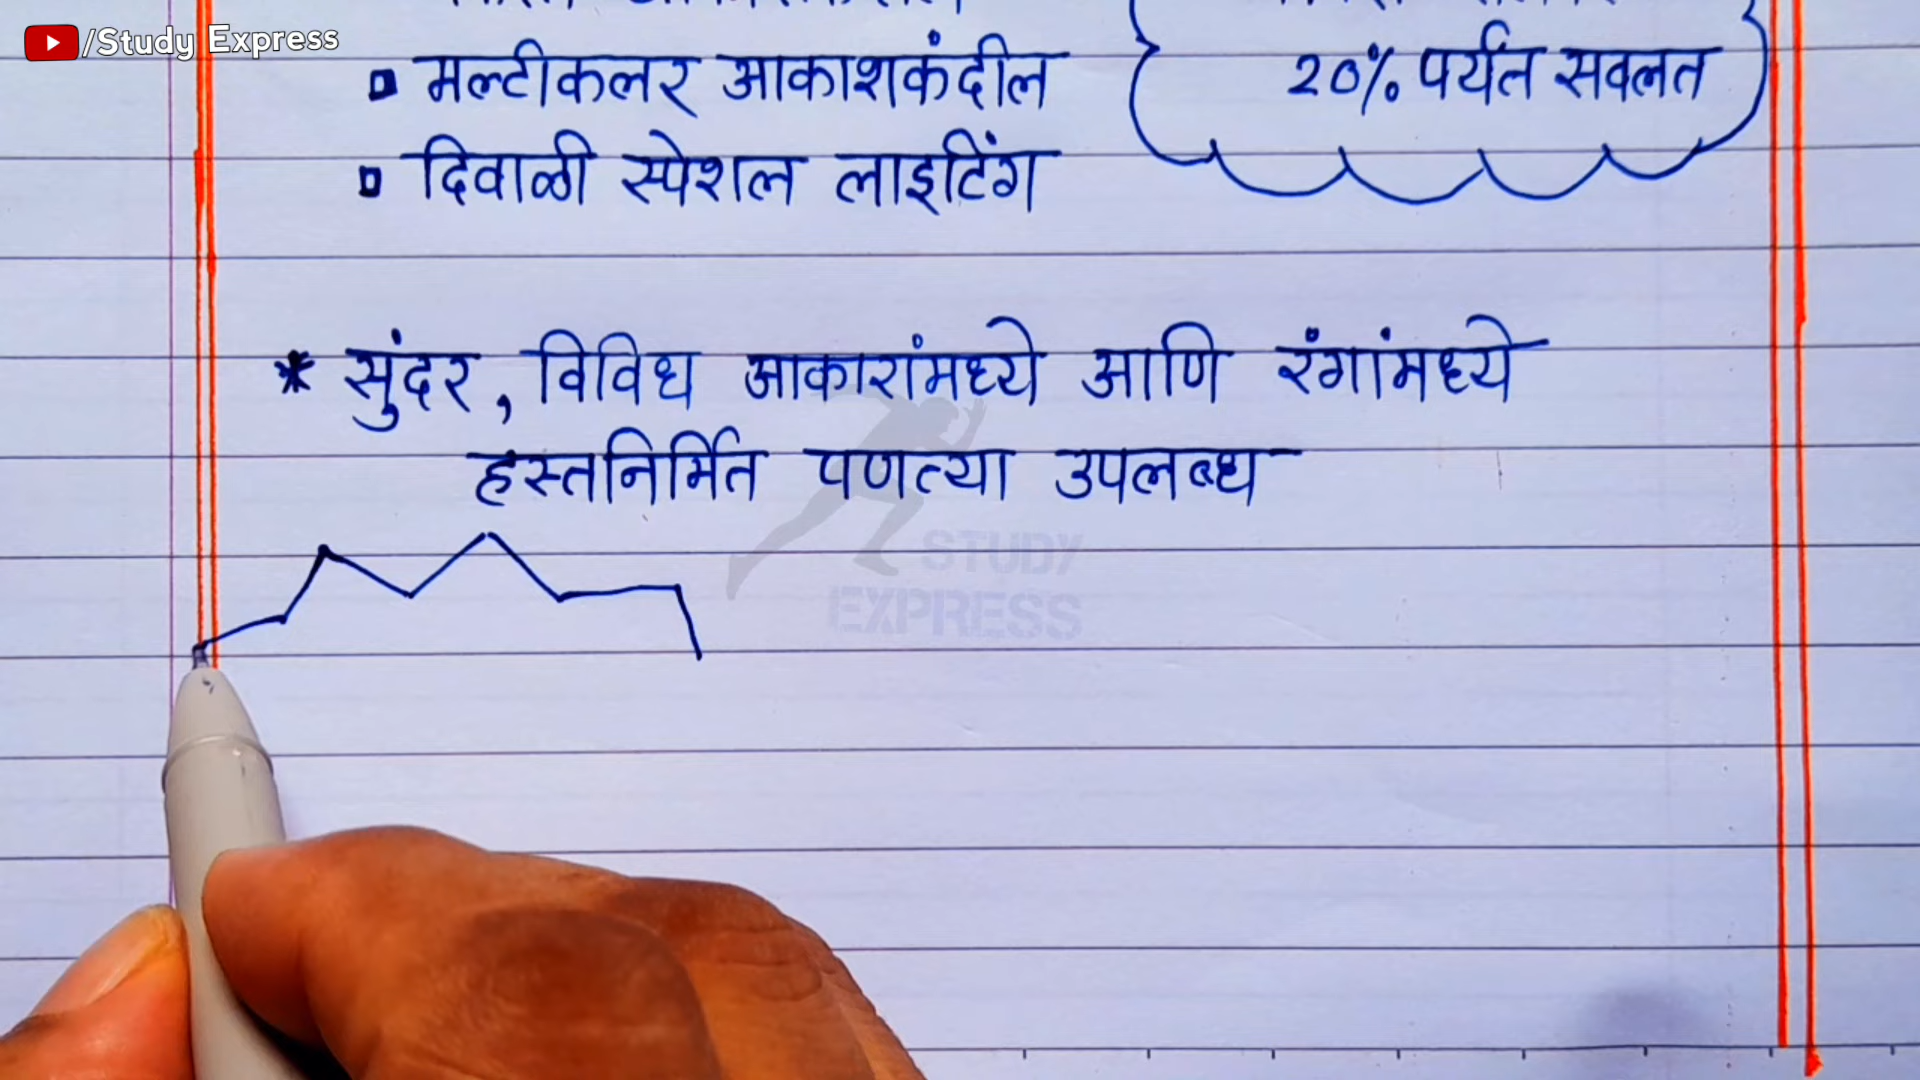 /Study Express
▫ मल्टीकलर आकाशकंदील
20% पर्यंत सवलत
▫ दिवाळी स्पेशल लाइटिंग
* सुंदर, विविध आकारांमध्ये आणि रंगांमध्ये
हस्तनिर्मित पणत्या उपलब्ध
STUDY
EXPRESS